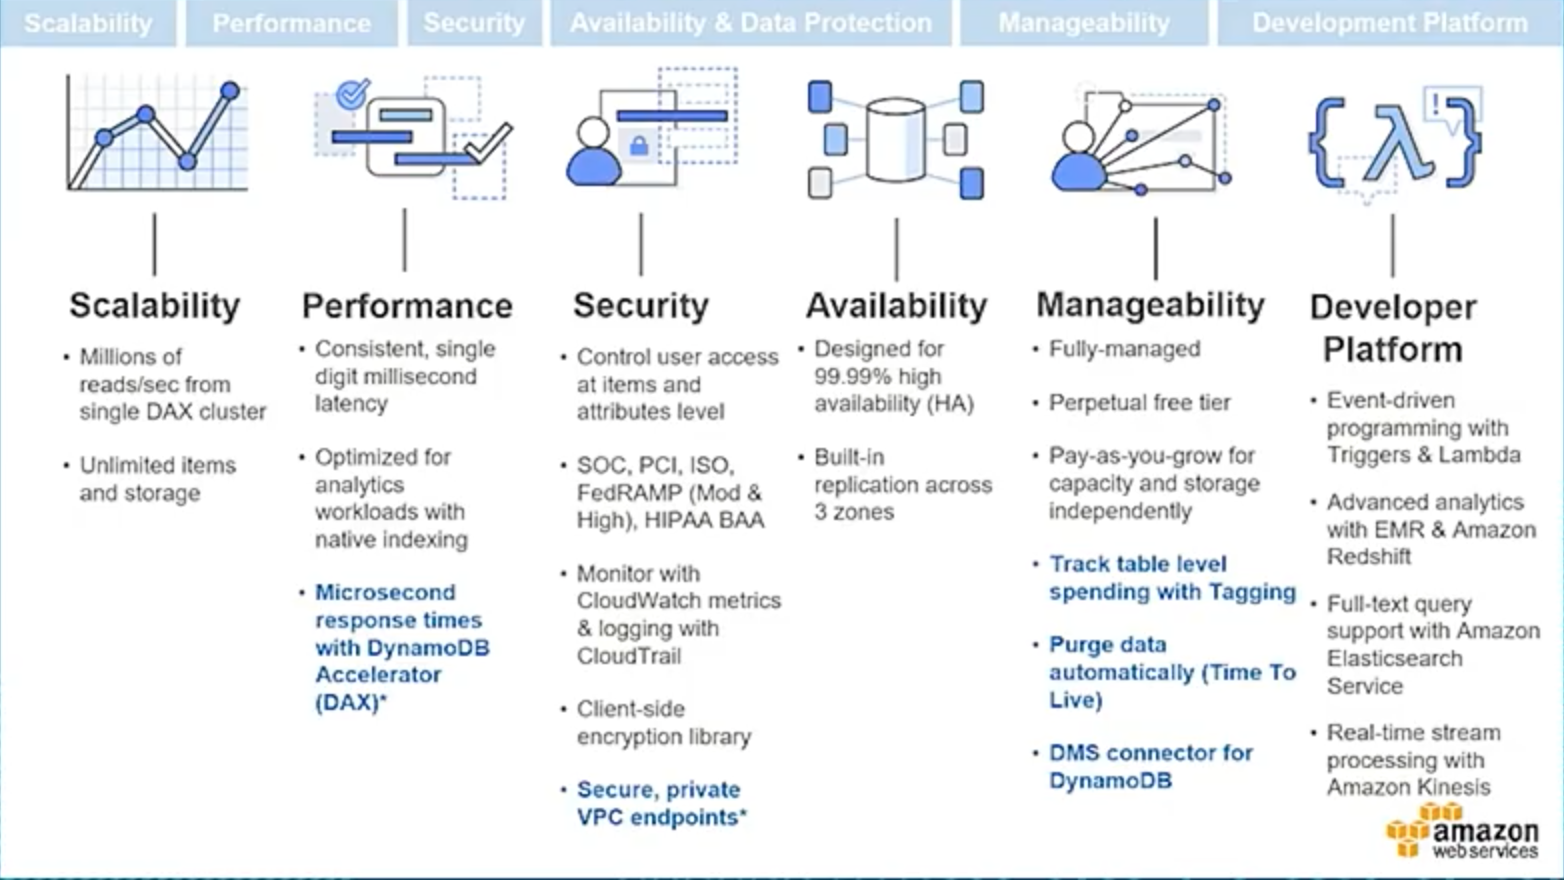 Scalability
Performance
Security
Availability & Data Protection
Manageability
Development Platform
!
Scalability
• Millions of
reads/sec from
single DAX cluster
• Unlimited items
and storage
Performance
• Consistent, single
digit millisecond
latency
• Optimized for
analytics
workloads with
native indexing
• Microsecond
response times
with DynamoDB
Accelerator
(DAX)*
Security
• Control user access
at items and
attributes level
• SOC, PCI, ISO,
FedRAMP (Mod &
High), HIPAA BAA
• Monitor with
CloudWatch metrics
& logging with
CloudTrail
• Client-side
encryption library
• Secure, private
VPC endpoints*
Availability
• Designed for
99.99% high
availability (HA)
• Built-in
replication across
3 zones
Manageability
• Fully-managed
• Perpetual free tier
• Pay-as-you-grow for
capacity and storage
independently
• Track table level
spending with Tagging
• Purge data
automatically (Time To
Live)
• DMS connector for
DynamoDB
{λ}
Developer
Platform
• Event-driven
programming with
Triggers & Lambda
• Advanced analytics
with EMR & Amazon
Redshift
• Full-text query
support with Amazon
Elasticsearch
Service
• Real-time stream
processing with
Amazon Kinesis
amazon
webservices